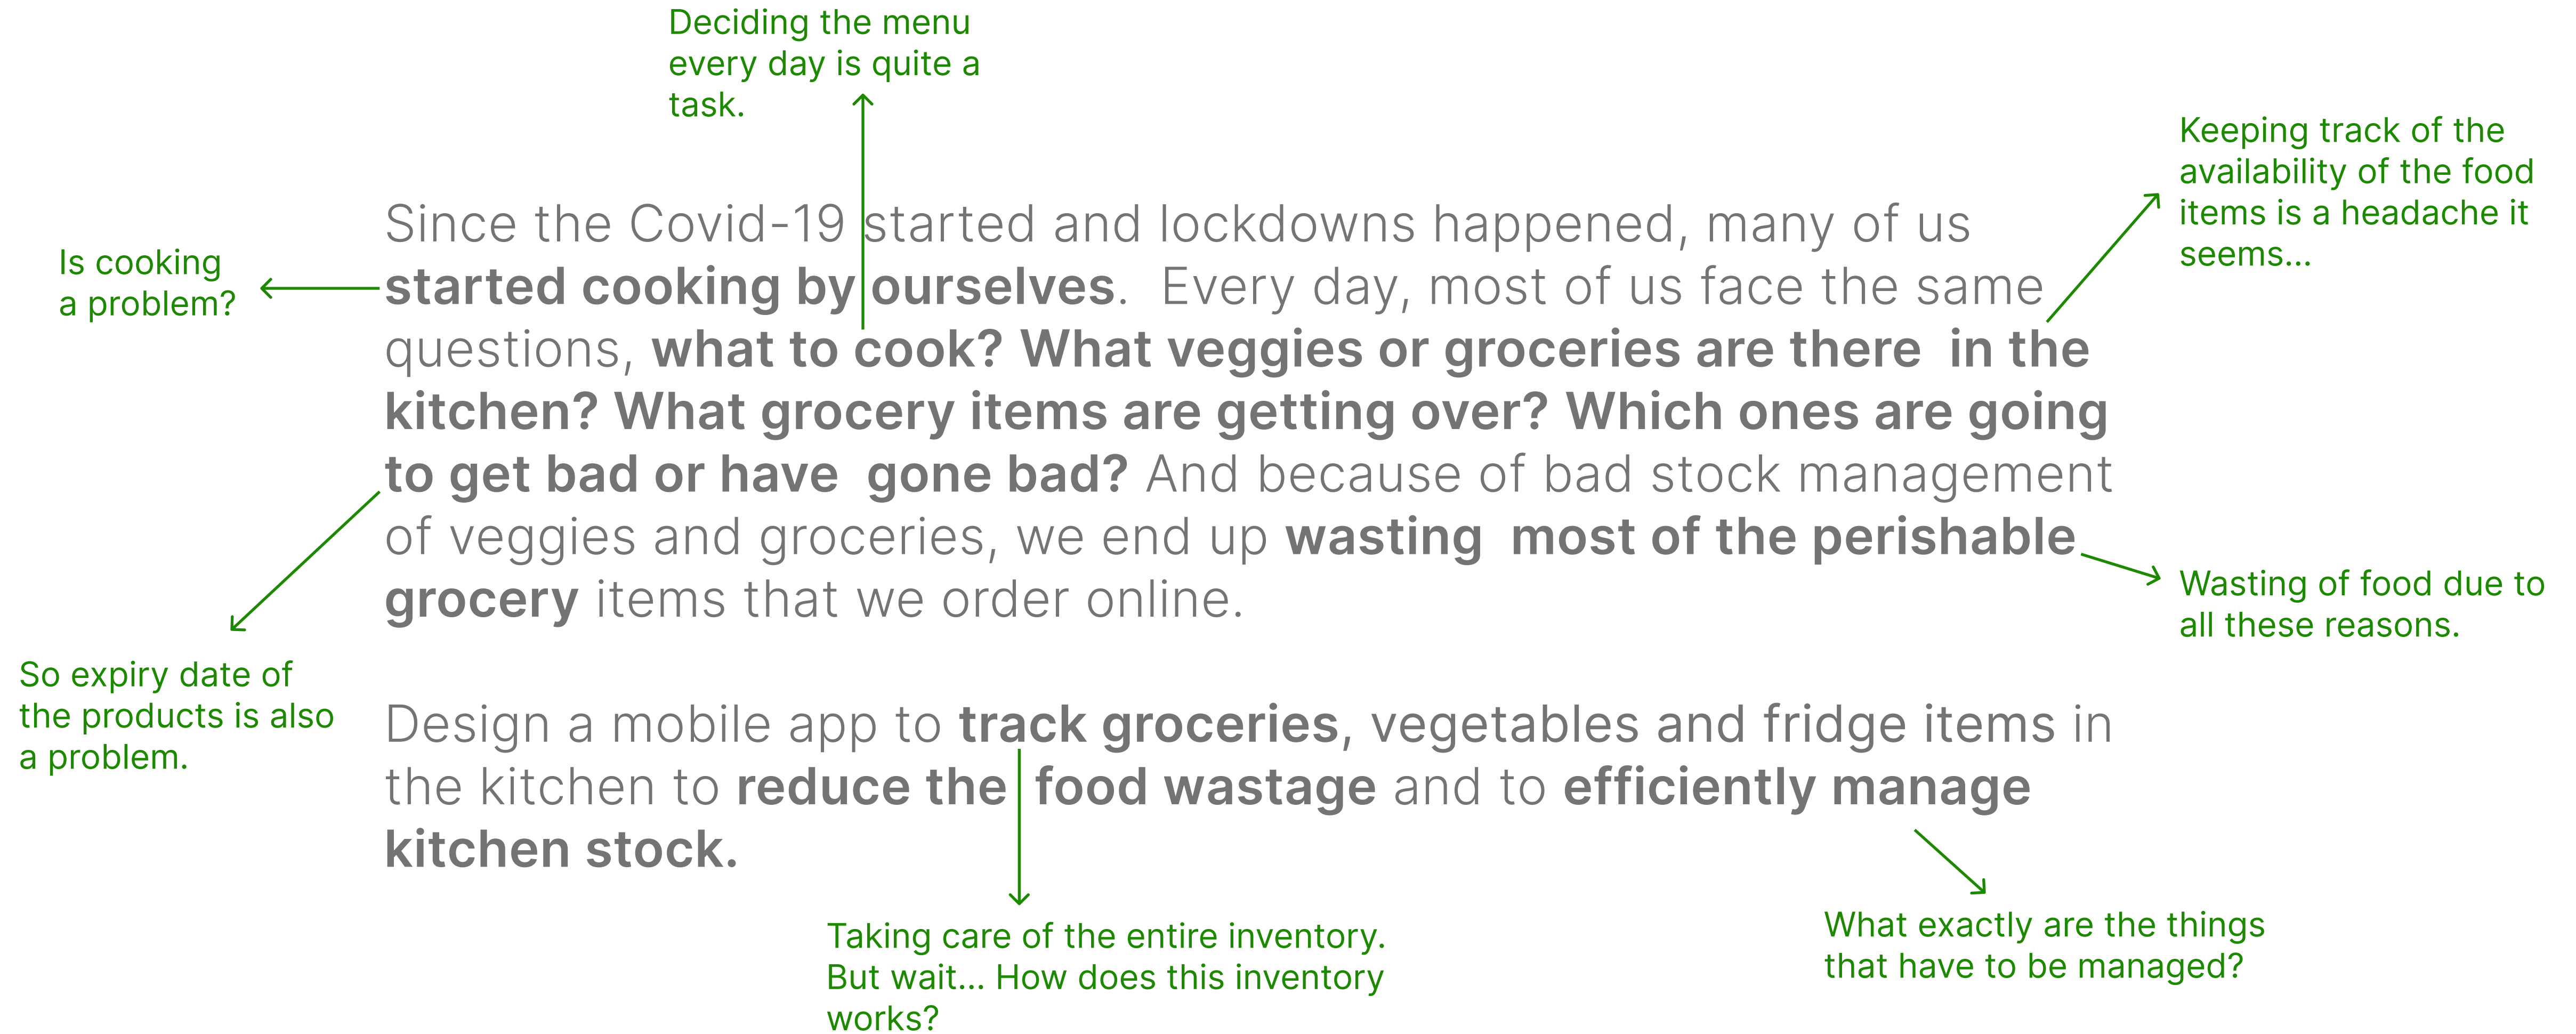 Deciding the menu
every day is quite a
task.
Keeping track of the
availability of the food
items is a headache it
seems...
Is cooking
a problem?
Since the Covid-19 started and lockdowns happened, many of us
started cooking by ourselves.  Every day, most of us face the same
questions, what to cook? What veggies or groceries are there  in the
kitchen? What grocery items are getting over? Which ones are going
to get bad or have  gone bad? And because of bad stock management
of veggies and groceries, we end up wasting  most of the perishable
grocery items that we order online.
Wasting of food due to
all these reasons.
So expiry date of
the products is also
a problem.
Design a mobile app to track groceries, vegetables and fridge items in
the kitchen to reduce the  food wastage and to efficiently manage
kitchen stock.
Taking care of the entire inventory.
But wait... How does this inventory
works?
What exactly are the things
that have to be managed?